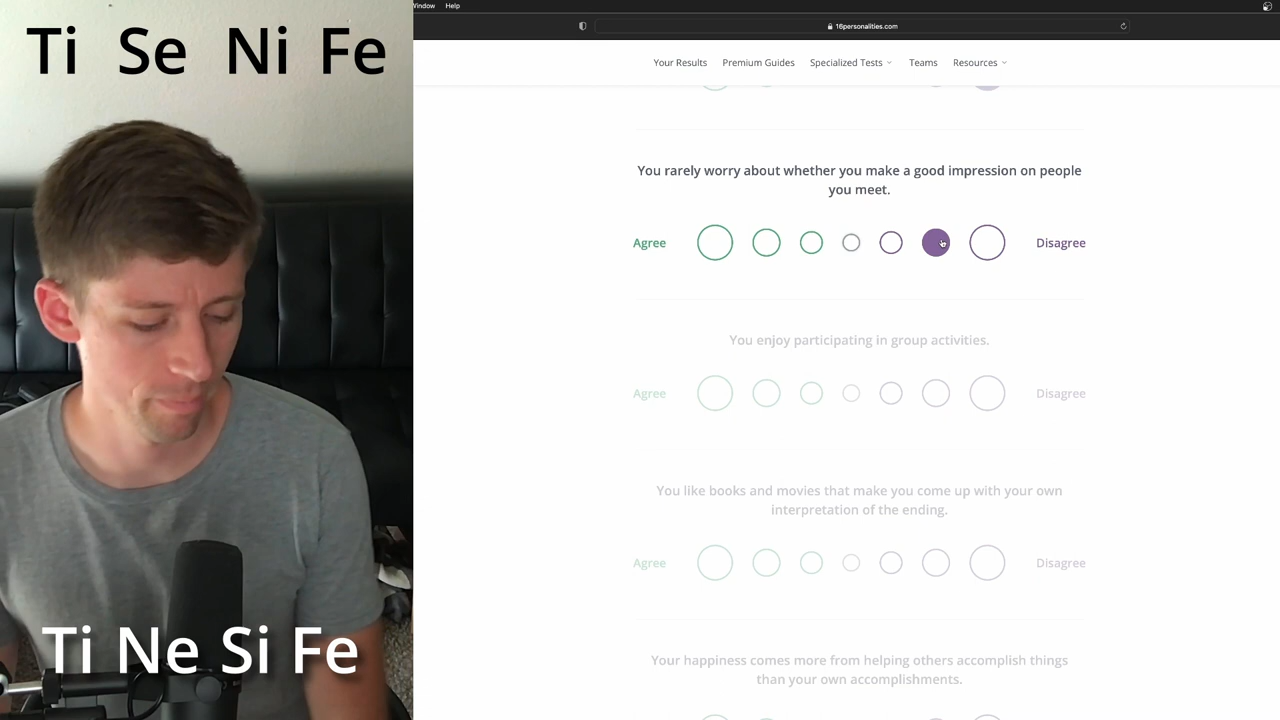 Window Help
16personalities.com
Your Results Premium Guides Specialized Tests Teams Resources
Ti Se Ni Fe
You rarely worry about whether you make a good impression on people
you meet.
Agree Disagree
You enjoy participating in group activities.
Agree Disagree
You like books and movies that make you come up with your own
interpretation of the ending.
Agree Disagree
Ti Ne Si Fe
Your happiness comes more from helping others accomplish things
than your own accomplishments.